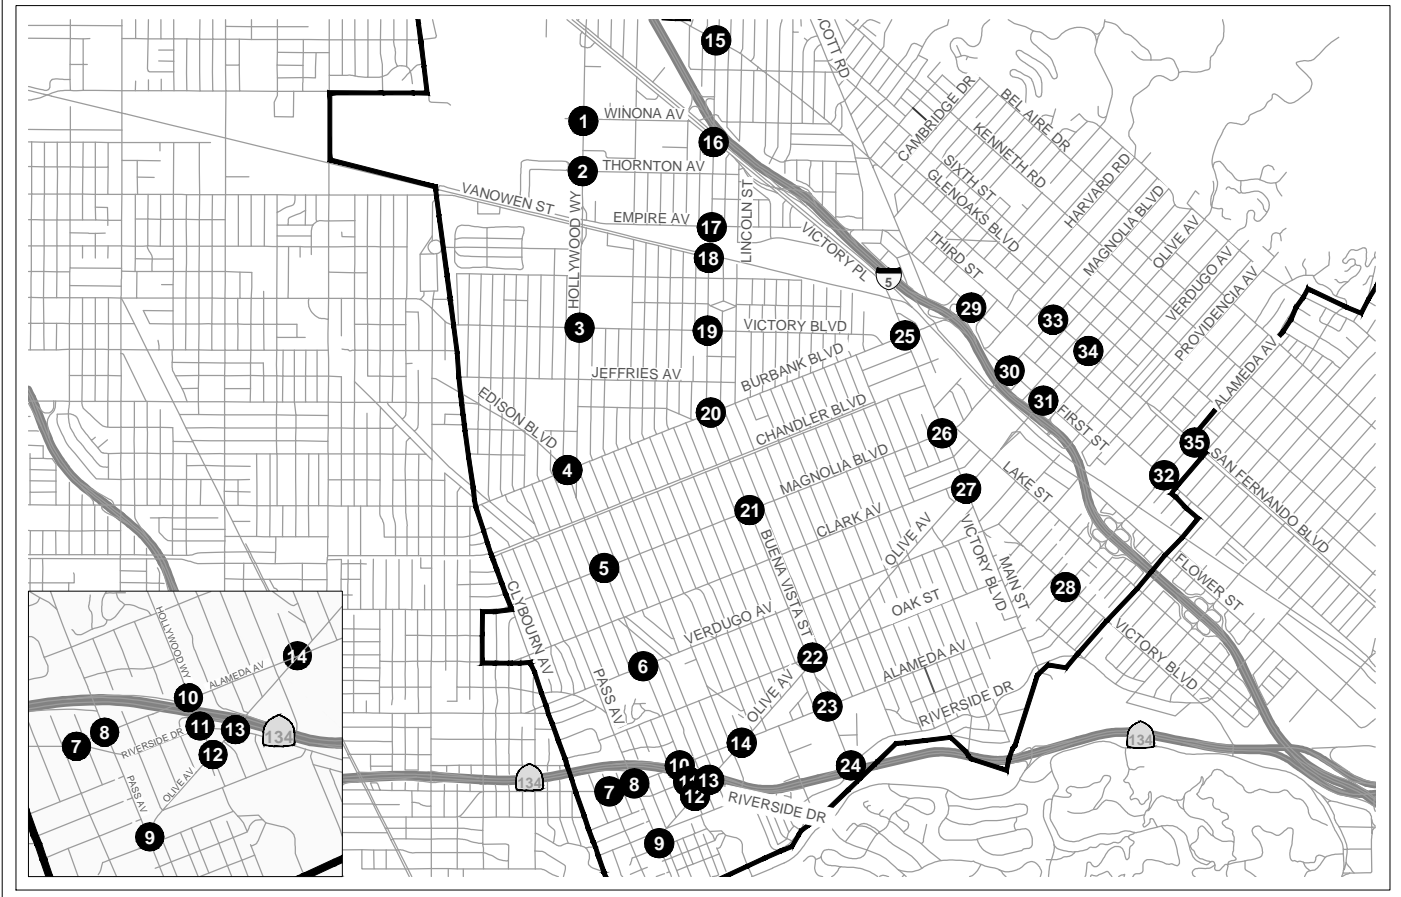 15
SCOTT RD
CAMBRIDGE DR
BEL AIRE DR
1
WINONA AV
16
KENNETH RD
2
THORNTON AV
SIXTH ST
HARVARD RD
GLENOAKS BLVD
MAGNOLIA BLVD
VANOWEN ST
LINCOLN ST
EMPIRE AV
17
OLIVE AV
VICTORY PL
THIRD ST
18
HOLLYWOOD WY
5
VERDUGO AV
PROVIDENCIA AV
29
33
3
19
VICTORY BLVD
25
34
ALAMEDA AV
JEFFRIES AV
BURBANK BLVD
30
EDISON BLVD
20
CHANDLER BLVD
31
FIRST ST
26
35
4
MAGNOLIA BLVD
32
LAKE ST
27
SAN FERNANDO BLVD
21
CLARK AV
OLIVE AV
VICTORY BLVD
5
BUENA VISTA ST
MAIN ST
28
FLOWER ST
CLYBOURN AV
OAK ST
VERDUGO AV
VICTORY BLVD
22
6
ALAMEDA AV
PASS AV
OLIVE AV
23
RIVERSIDE DR
14
134
24
10
134
7
8
11
13
12
RIVERSIDE DR
9
HOLLYWOOD WY
14
ALAMEDA AV
10
11
13
134
8
7
RIVERSIDE DR
12
PASS AV
OLIVE AV
9